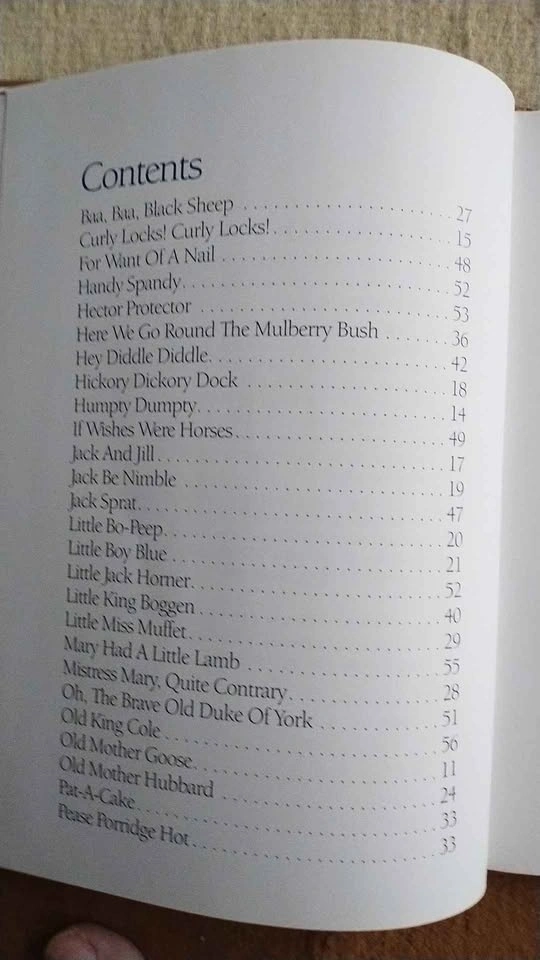 Contents
Baa, Baa, Black Sheep . . . . . . . . . . . . . . . . . . . . 27
Curly Locks! Curly Locks! . . . . . . . . . . . . . . . . . 15
For Want Of A Nail . . . . . . . . . . . . . . . . . . . . . . 48
Handy Spandy . . . . . . . . . . . . . . . . . . . . . . . . . 52
Hector Protector . . . . . . . . . . . . . . . . . . . . . . . . 53
Here We Go Round The Mulberry Bush . . . . . . . 36
Hey Diddle Diddle . . . . . . . . . . . . . . . . . . . . . . 42
Hickory Dickory Dock . . . . . . . . . . . . . . . . . . . 18
Humpty Dumpty . . . . . . . . . . . . . . . . . . . . . . . 14
If Wishes Were Horses . . . . . . . . . . . . . . . . . . . 49
Jack And Jill . . . . . . . . . . . . . . . . . . . . . . . . . . . 17
Jack Be Nimble . . . . . . . . . . . . . . . . . . . . . . . . 19
Jack Sprat . . . . . . . . . . . . . . . . . . . . . . . . . . . . 47
Little Bo-Peep . . . . . . . . . . . . . . . . . . . . . . . . . 20
Little Boy Blue . . . . . . . . . . . . . . . . . . . . . . . . . 21
Little Jack Horner . . . . . . . . . . . . . . . . . . . . . . . 52
Little King Boggen . . . . . . . . . . . . . . . . . . . . . . 40
Little Miss Muffet . . . . . . . . . . . . . . . . . . . . . . . 29
Mary Had A Little Lamb . . . . . . . . . . . . . . . . . . 55
Mistress Mary, Quite Contrary . . . . . . . . . . . . . . 28
Oh, The Brave Old Duke Of York . . . . . . . . . . . . 51
Old King Cole . . . . . . . . . . . . . . . . . . . . . . . . . 56
Old Mother Goose . . . . . . . . . . . . . . . . . . . . . . 11
Old Mother Hubbard . . . . . . . . . . . . . . . . . . . . 24
Pat-A-Cake . . . . . . . . . . . . . . . . . . . . . . . . . . . 33
Pease Porridge Hot . . . . . . . . . . . . . . . . . . . . . . 33